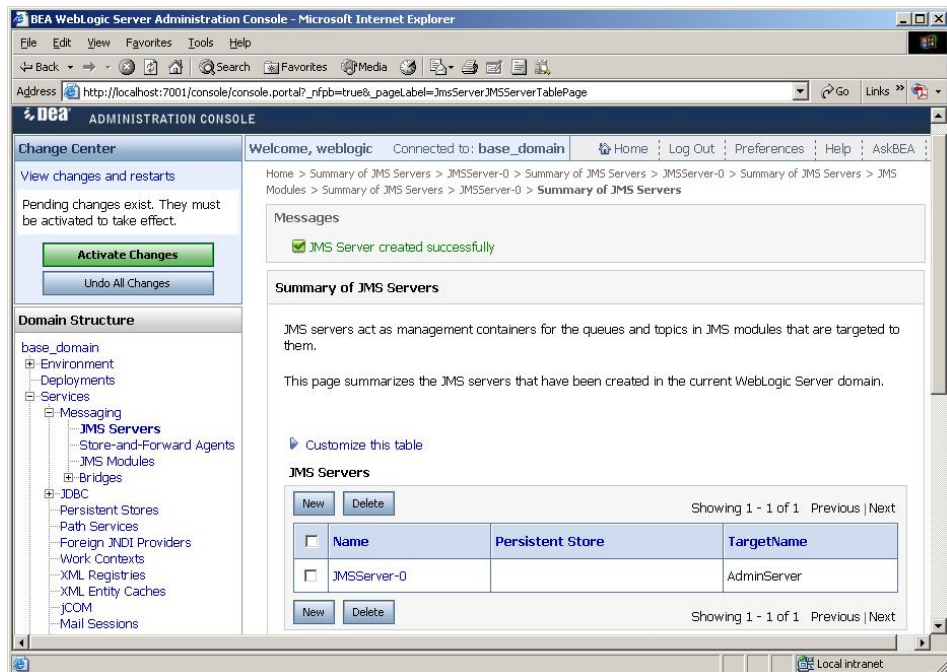 BEA WebLogic Server Administration Console - Microsoft Internet Explorer
File Edit View Favorites Tools Help
Back Search Favorites Media
Address http://localhost:7001/console/console.portal?_nfpb=true&_pageLabel=JmsServerJMSServerTablePage Go Links »
bea ADMINISTRATION CONSOLE
Change Center
View changes and restarts
Pending changes exist. They must
be activated to take effect.
Activate Changes
Undo All Changes
Domain Structure
base_domain
Environment
Deployments
Services
Messaging
JMS Servers
Store-and-Forward Agents
JMS Modules
Bridges
JDBC
Persistent Stores
Path Services
Foreign JNDI Providers
Work Contexts
XML Registries
XML Entity Caches
jCOM
Mail Sessions
Welcome, weblogic Connected to: base_domain Home Log Out Preferences Help AskBEA
Home > Summary of JMS Servers > JMSServer-0 > Summary of JMS Servers > JMSServer-0 > Summary of JMS Servers > JMS
Modules > Summary of JMS Servers > JMSServer-0 > Summary of JMS Servers
Messages
JMS Server created successfully
Summary of JMS Servers
JMS servers act as management containers for the queues and topics in JMS modules that are targeted to
them.
This page summarizes the JMS servers that have been created in the current WebLogic Server domain.
Customize this table
JMS Servers
New Delete Showing 1 - 1 of 1 Previous | Next
Name Persistent Store TargetName
JMSServer-0 AdminServer
New Delete Showing 1 - 1 of 1 Previous | Next
Local intranet